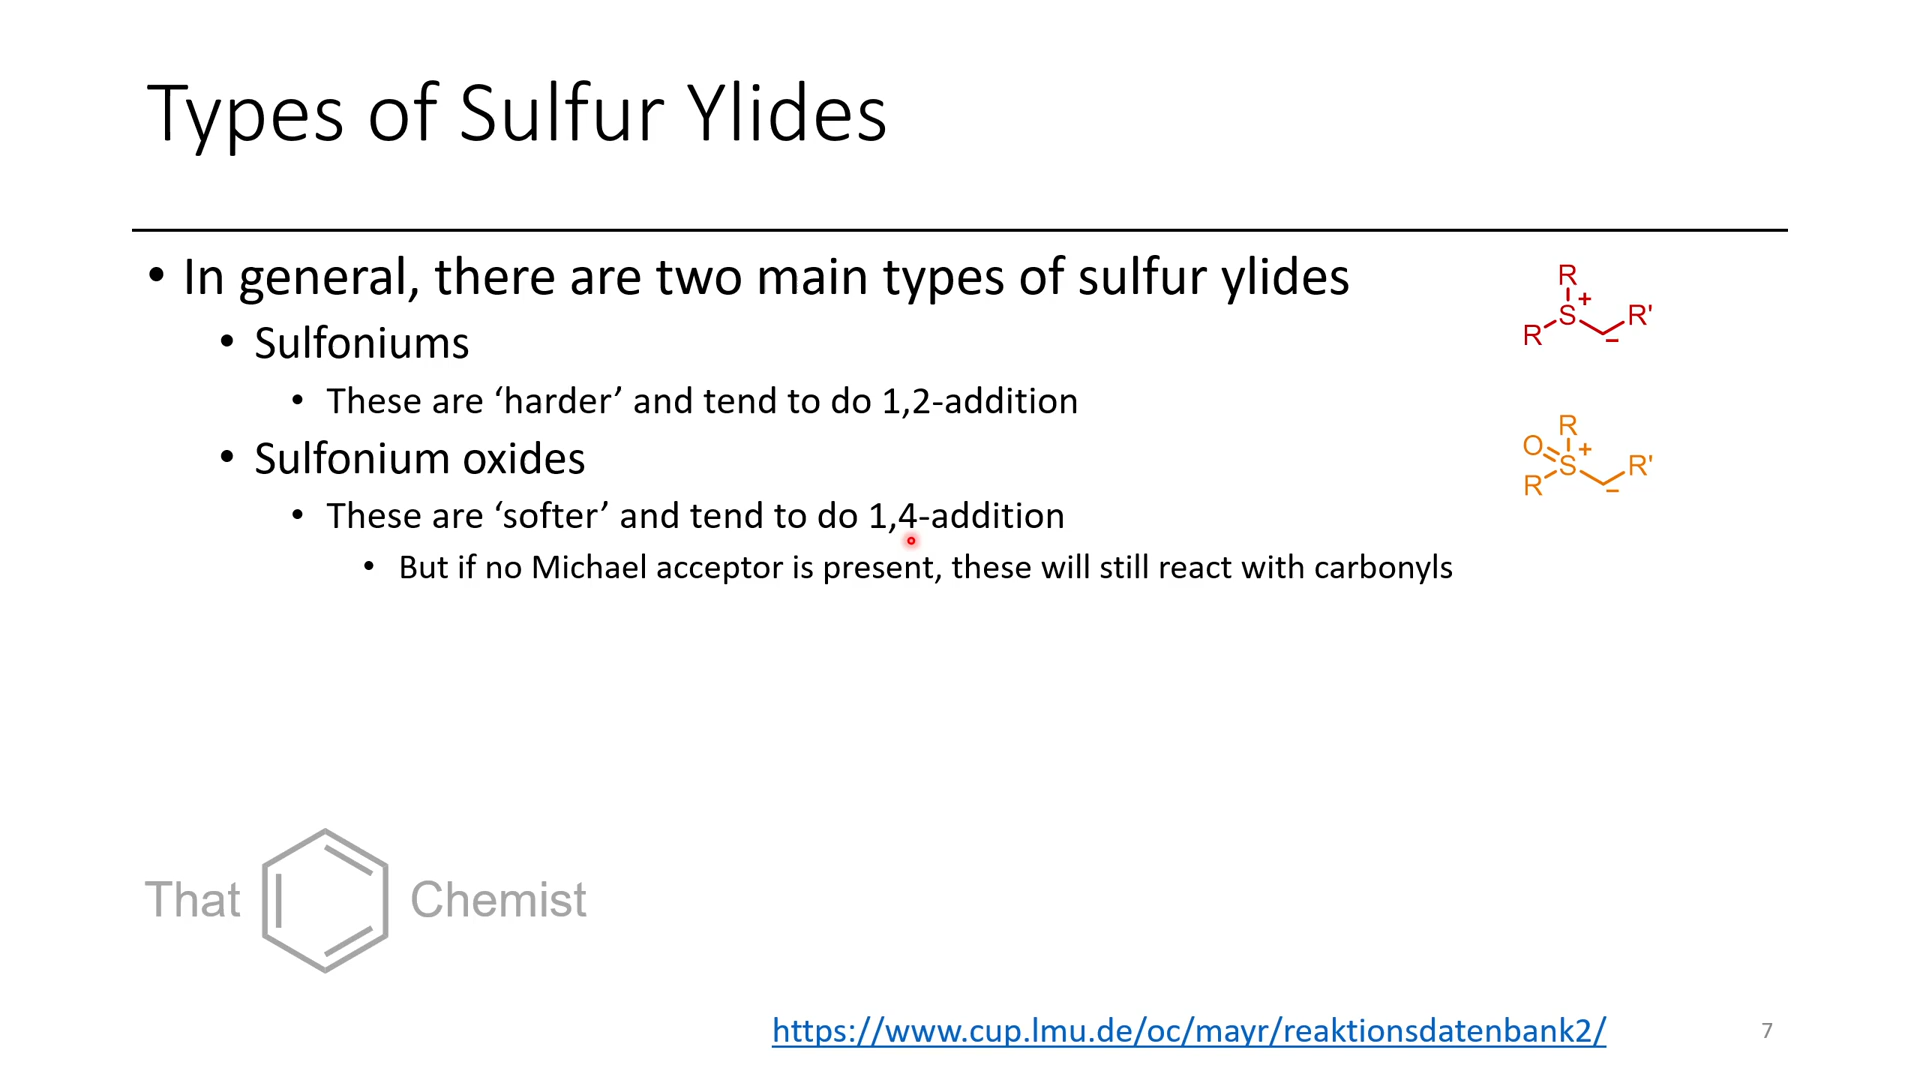 Types of Sulfur Ylides
• In general, there are two main types of sulfur ylides
• Sulfoniums
• These are ‘harder’ and tend to do 1,2-addition
• Sulfonium oxides
• These are ‘softer’ and tend to do 1,4-addition
• But if no Michael acceptor is present, these will still react with carbonyls
R
+
S
R'
R
−
R
O
+
S
R'
R
−
That Chemist
https://www.cup.lmu.de/oc/mayr/reaktionsdatenbank2/
7